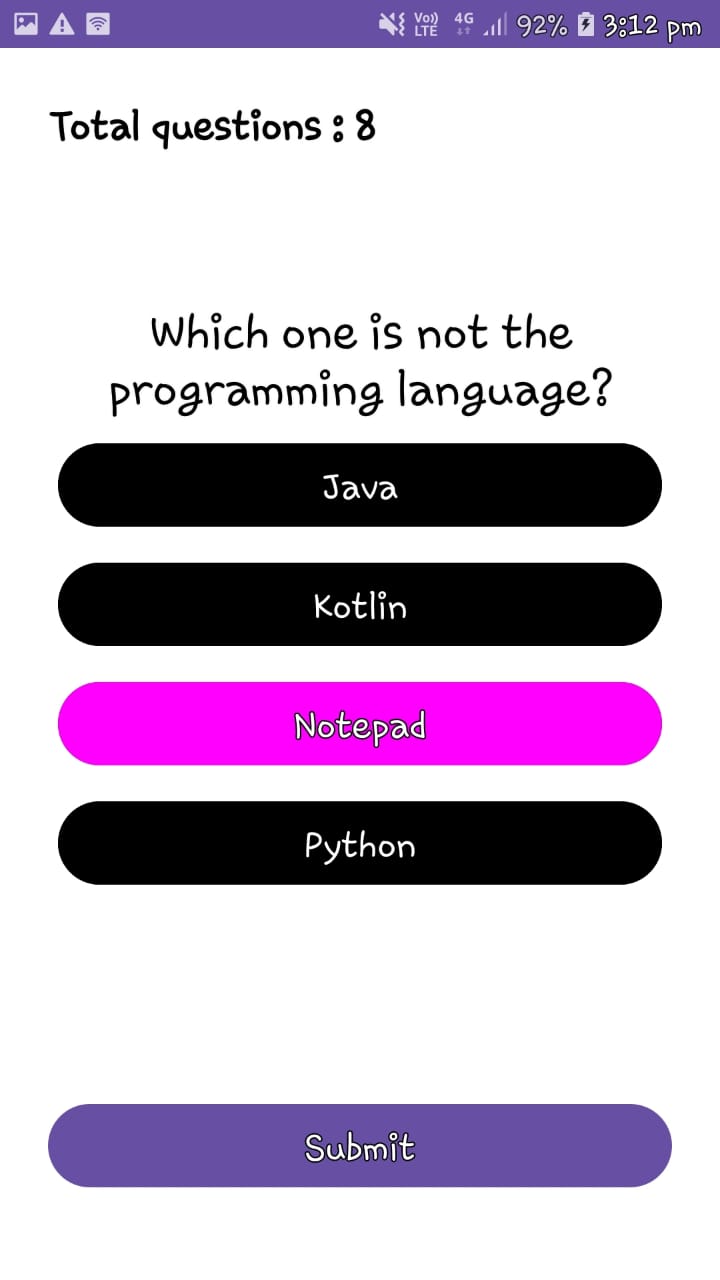 Vo)) LTE 4G 92% 3:12 pm
Total questions : 8
Which one is not the
programming language?
Java
Kotlin
Notepad
Python
Submit